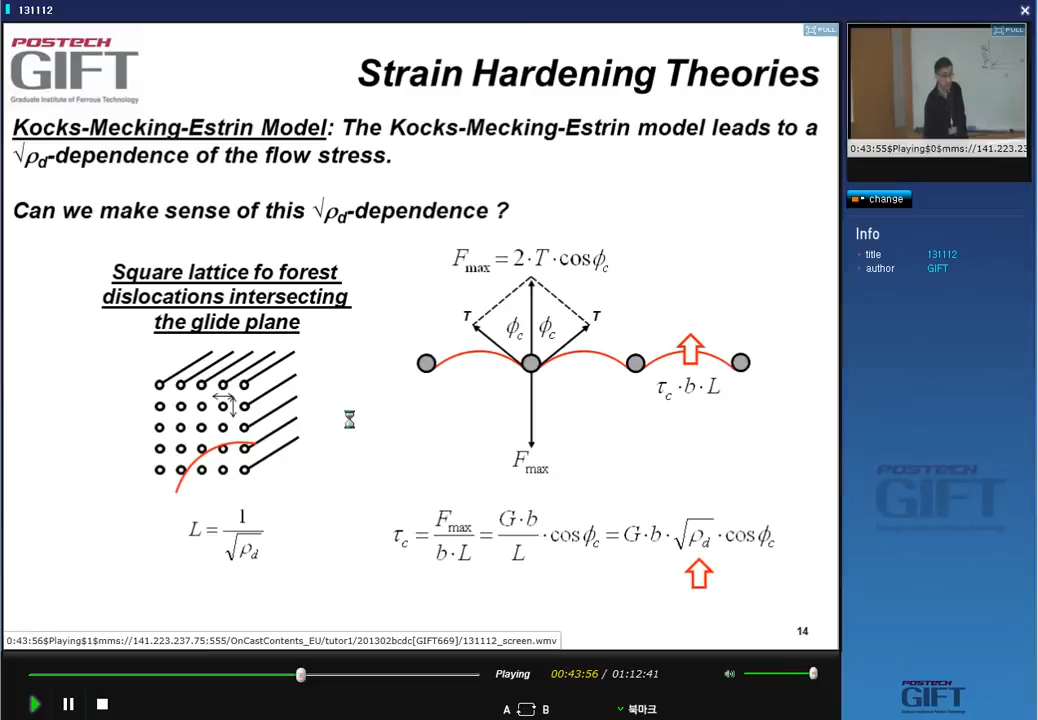 131112
POSTECH
GIFT
Graduate Institute of Ferrous Technology
FULL
Strain Hardening Theories
Kocks-Mecking-Estrin Model: The Kocks-Mecking-Estrin model leads to a
√ρd-dependence of the flow stress.
Can we make sense of this √ρd-dependence ?
Square lattice fo forest
dislocations intersecting
the glide plane
L = 1/√ρd
Fmax = 2·T·cosϕc
T ϕc ϕc T
τc·b·L
Fmax
τc = Fmax/(b·L) = G·b/L·cosϕc = G·b·√ρd·cosϕc
14
0:43:56$Playing$1$mms://141.223.237.75:555/OnCastContents_EU/tutor1/201302bcdc[GIFT669]/131112_screen.wmv
Playing 00:43:56 / 01:12:41
A B 북마크
FULL
0:43:55$Playing$0$mms://141.223.23
change
Info
title 131112
author GIFT
POSTECH
GIFT
POSTECH
GIFT